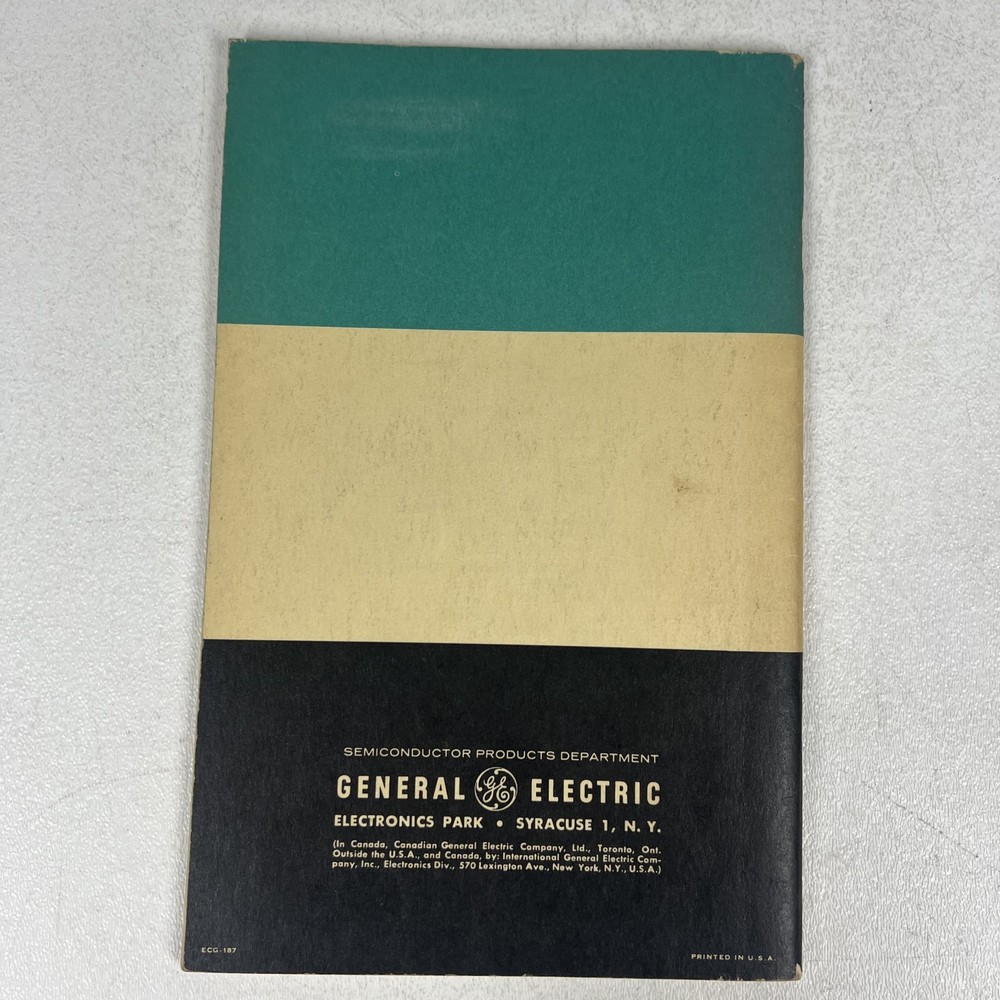 SEMICONDUCTOR PRODUCTS DEPARTMENT
GENERAL GE ELECTRIC
ELECTRONICS PARK • SYRACUSE 1, N. Y.
(In Canada, Canadian General Electric Company, Ltd., Toronto, Ont.
Outside the U.S.A., and Canada, by: International General Electric Com-
pany, Inc., Electronics Div., 570 Lexington Ave., New York, N.Y., U.S.A.)
ECG-187
PRINTED IN U.S.A.